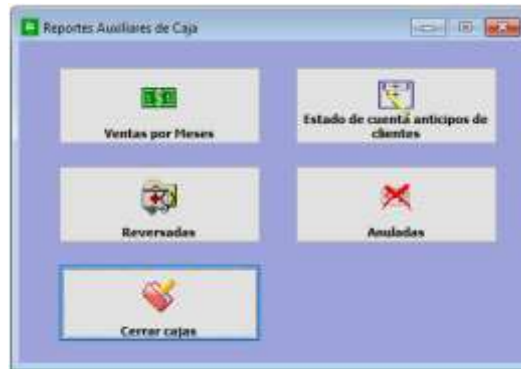 Reportes Auxiliares de Caja
Ventas por Meses
Estado de cuenta anticipos de
clientes
Reversadas
Anuladas
Cerrar cajas